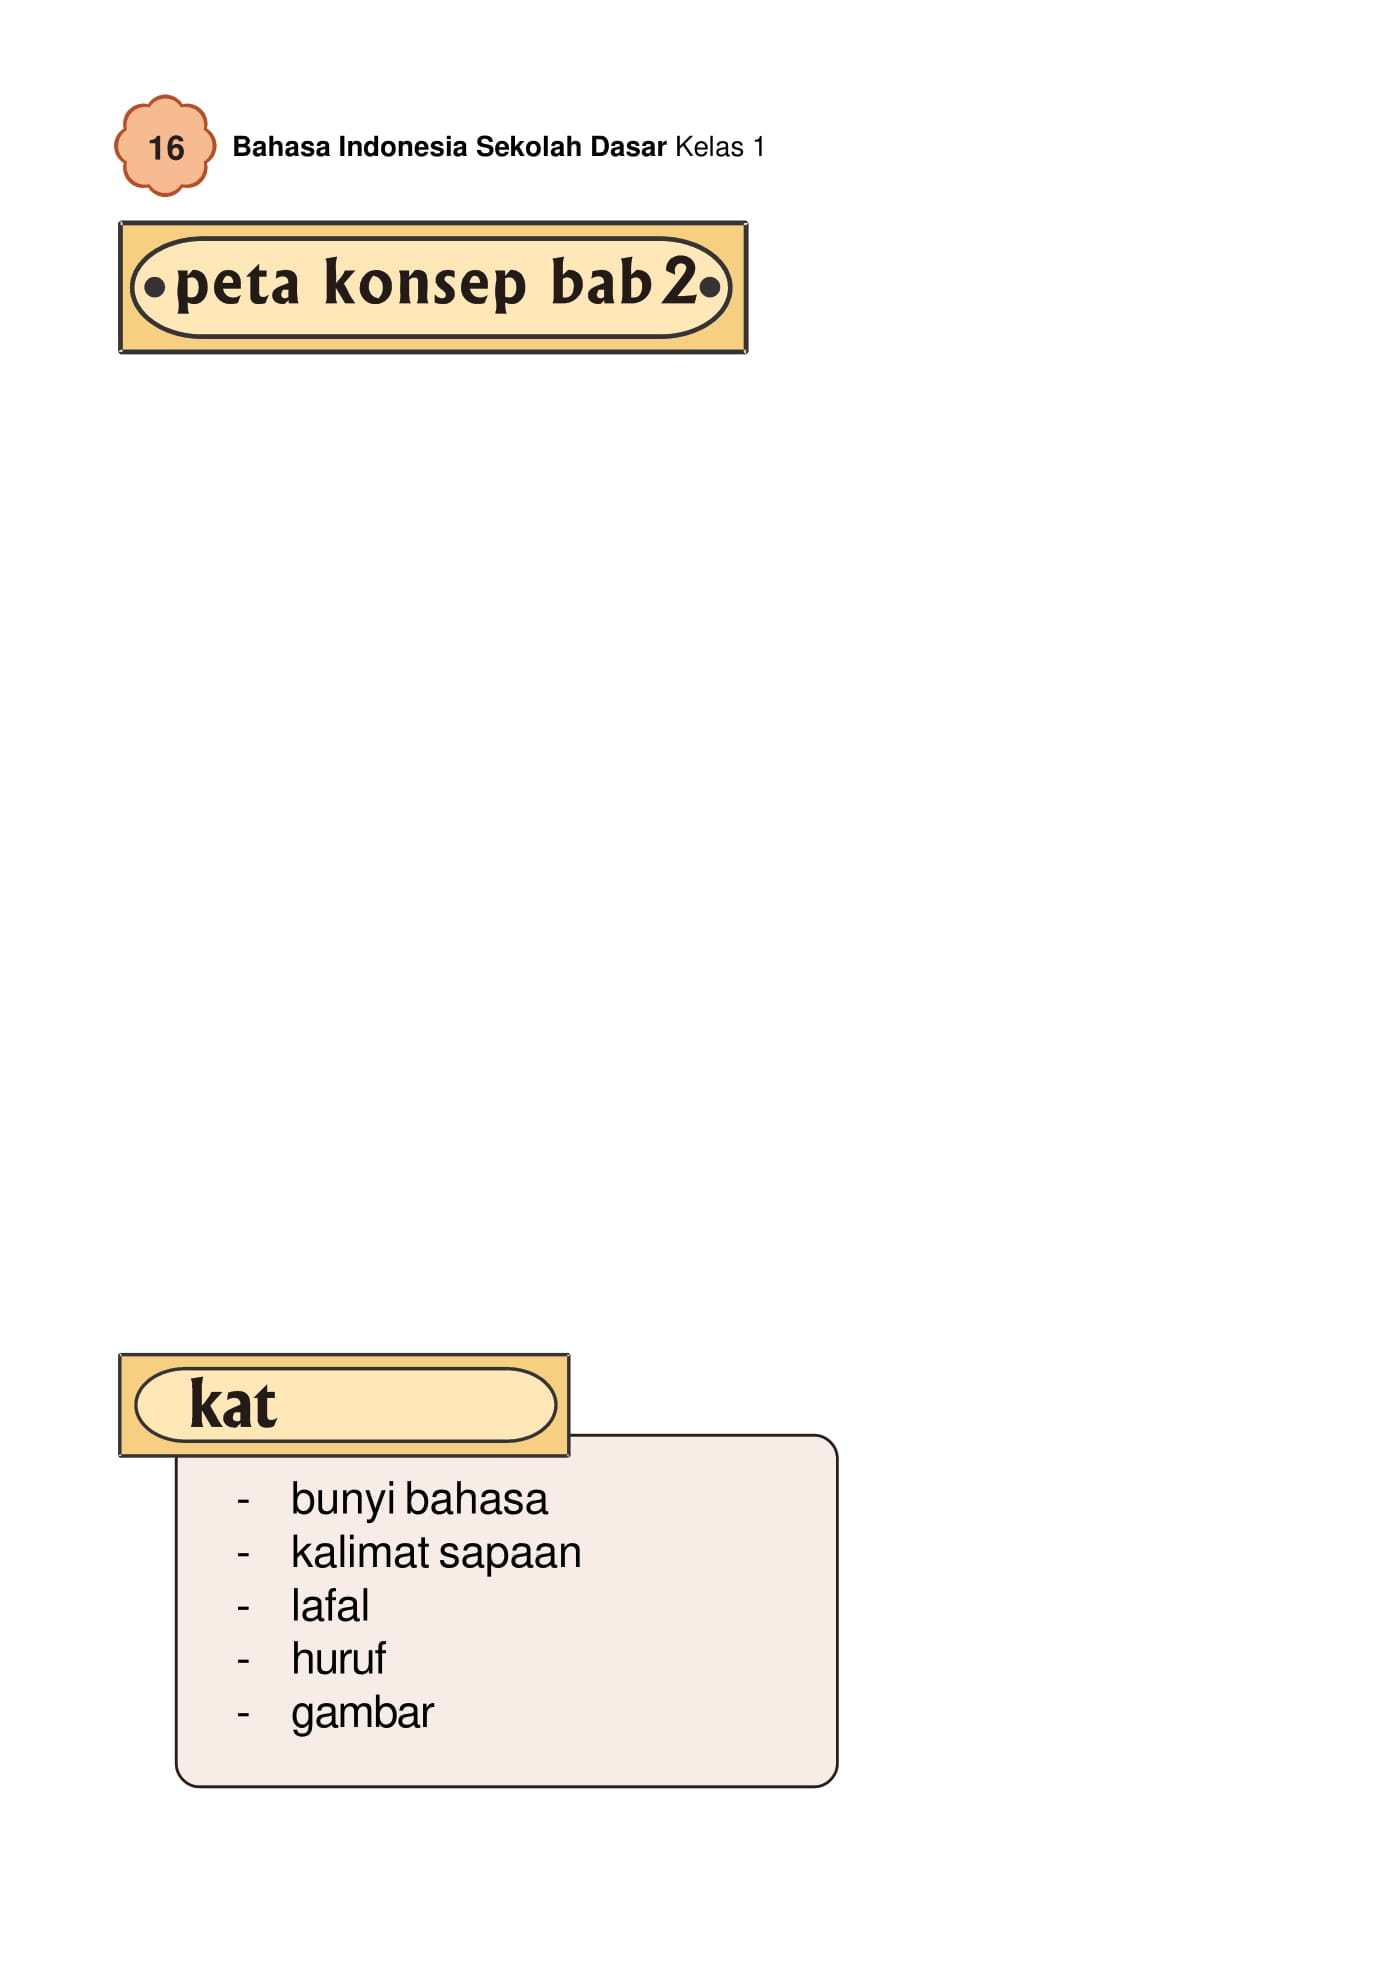 16 Bahasa Indonesia Sekolah Dasar Kelas 1
peta konsep bab 2
kat
- bunyi bahasa
- kalimat sapaan
- lafal
- huruf
- gambar